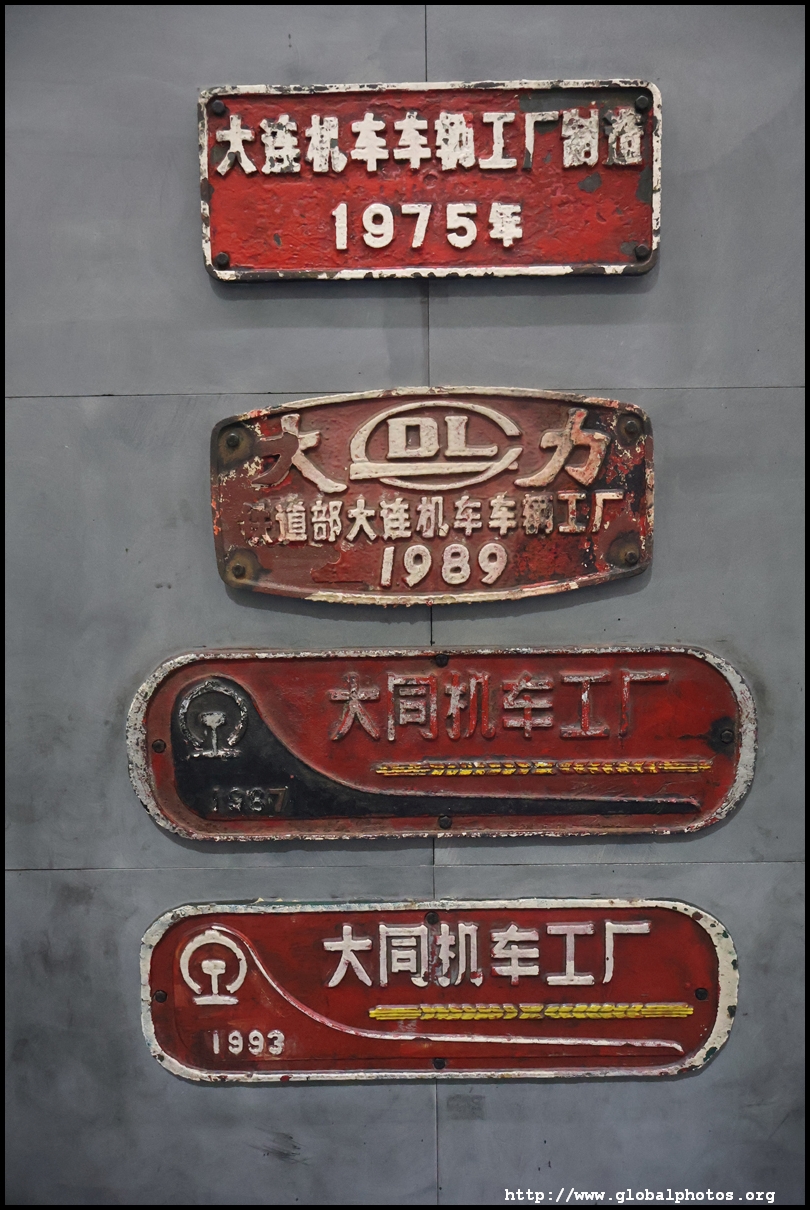 大连机车车辆工厂制造
1975年
大 DL 力
铁道部大连机车车辆工厂
1989
大同机车工厂
1987
大同机车工厂
1993
http://www.globalphotos.org